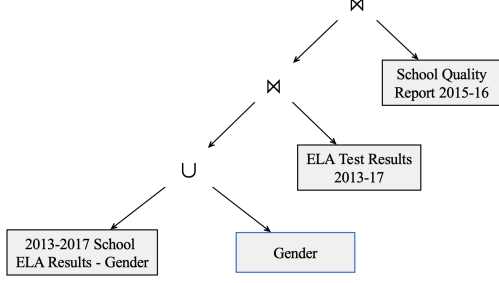 ⋈
School Quality
Report 2015-16
⋈
ELA Test Results
2013-17
∪
2013-2017 School
ELA Results - Gender
Gender